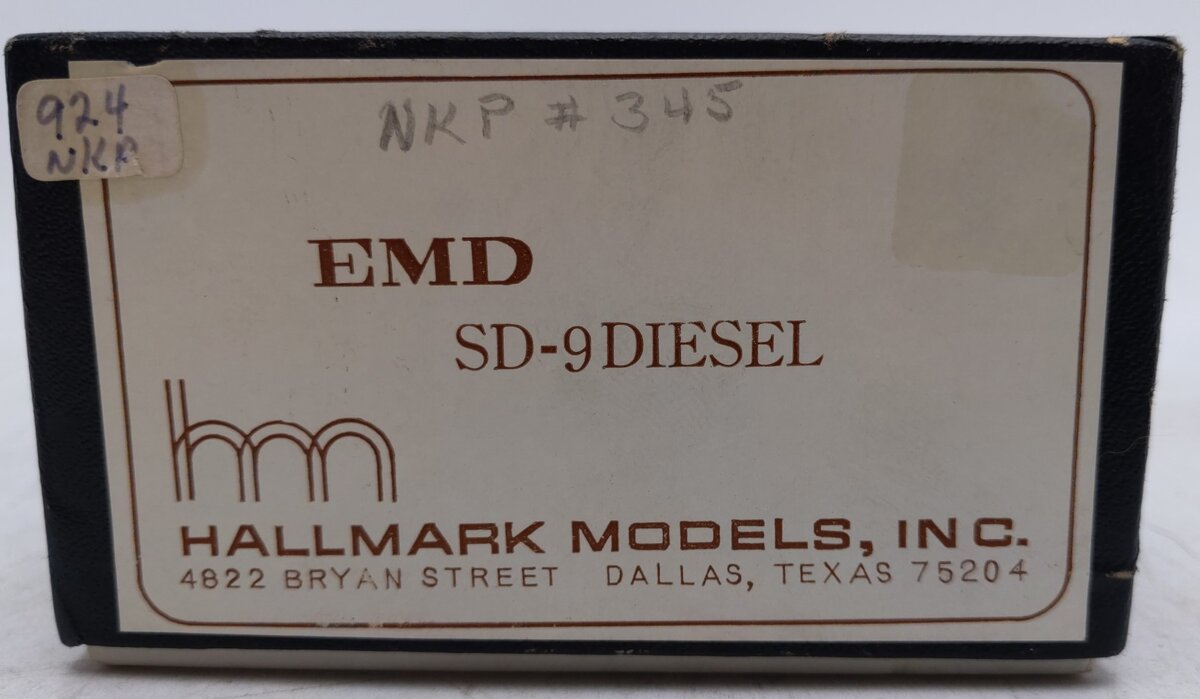 924
NKP
NKP # 345
EMD
SD-9 DIESEL
hm
HALLMARK MODELS, INC.
4822 BRYAN STREET DALLAS, TEXAS 75204